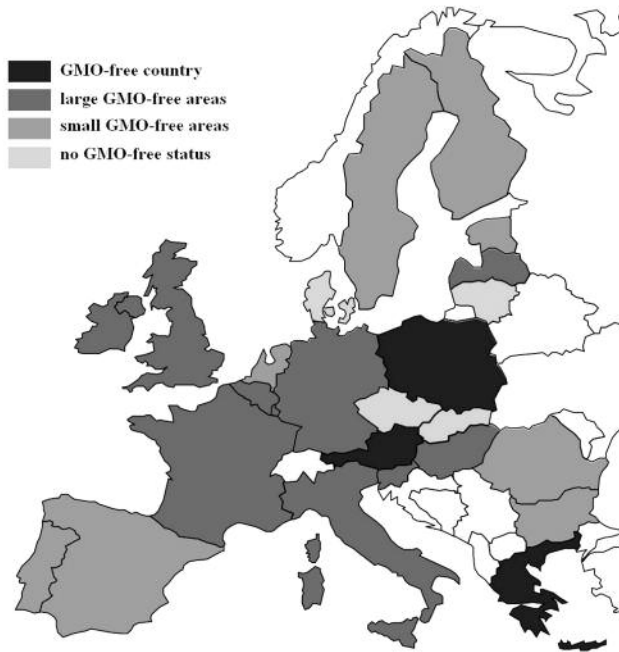 GMO-free country
large GMO-free areas
small GMO-free areas
no GMO-free status